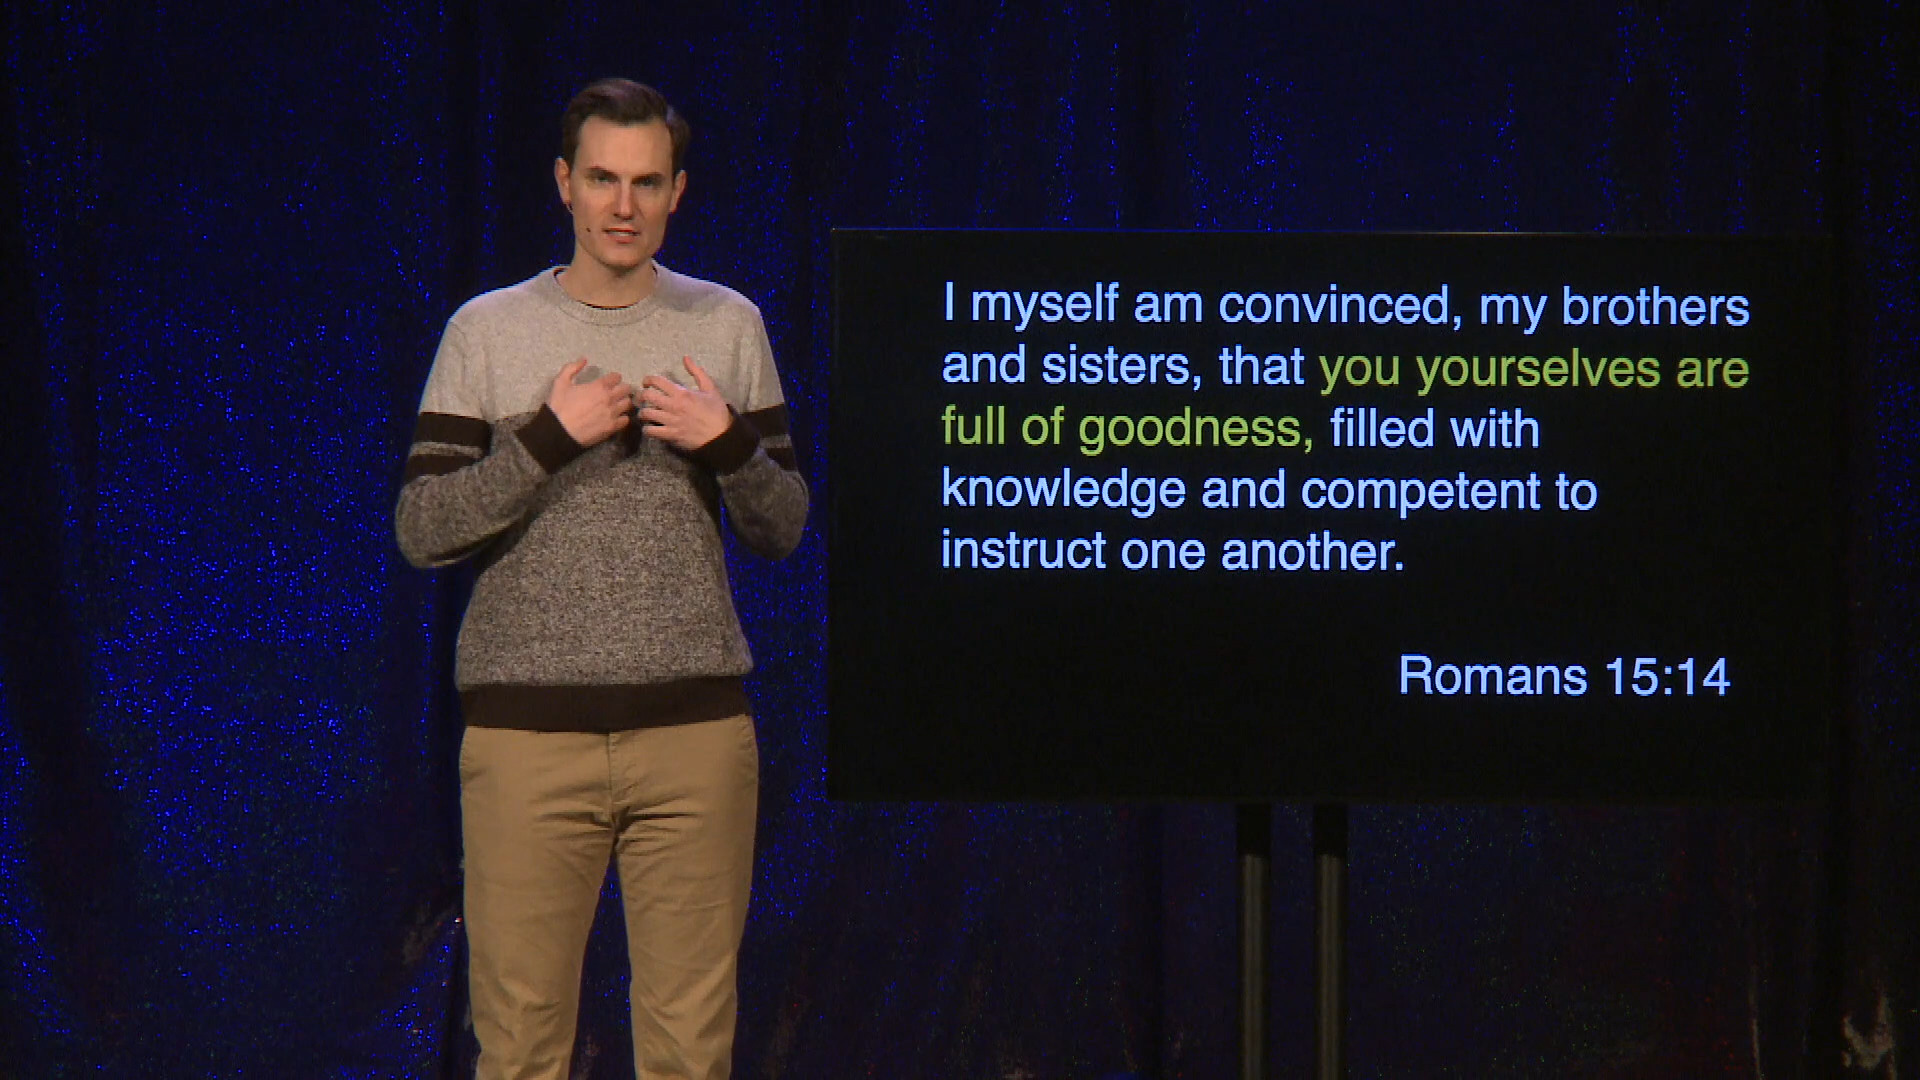 I myself am convinced, my brothers
and sisters, that you yourselves are
full of goodness, filled with
knowledge and competent to
instruct one another.
Romans 15:14